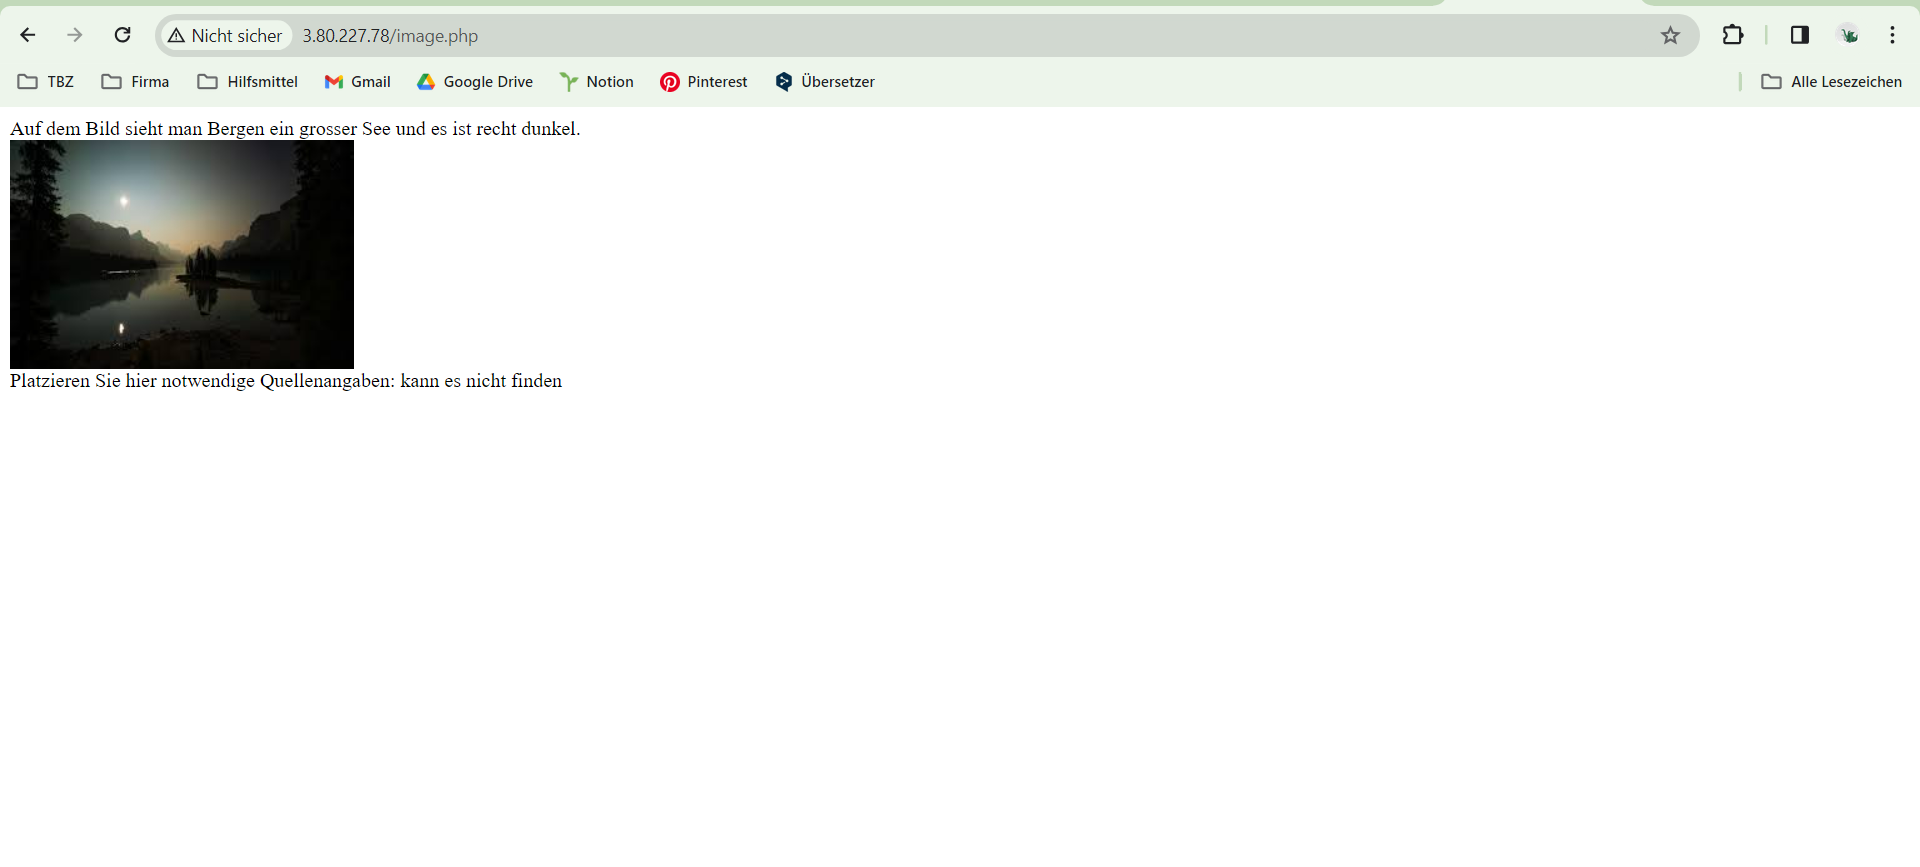 Nicht sicher 3.80.227.78/image.php
TBZ Firma Hilfsmittel Gmail Google Drive Notion Pinterest Übersetzer Alle Lesezeichen
Auf dem Bild sieht man Bergen ein grosser See und es ist recht dunkel.
Platzieren Sie hier notwendige Quellenangaben: kann es nicht finden